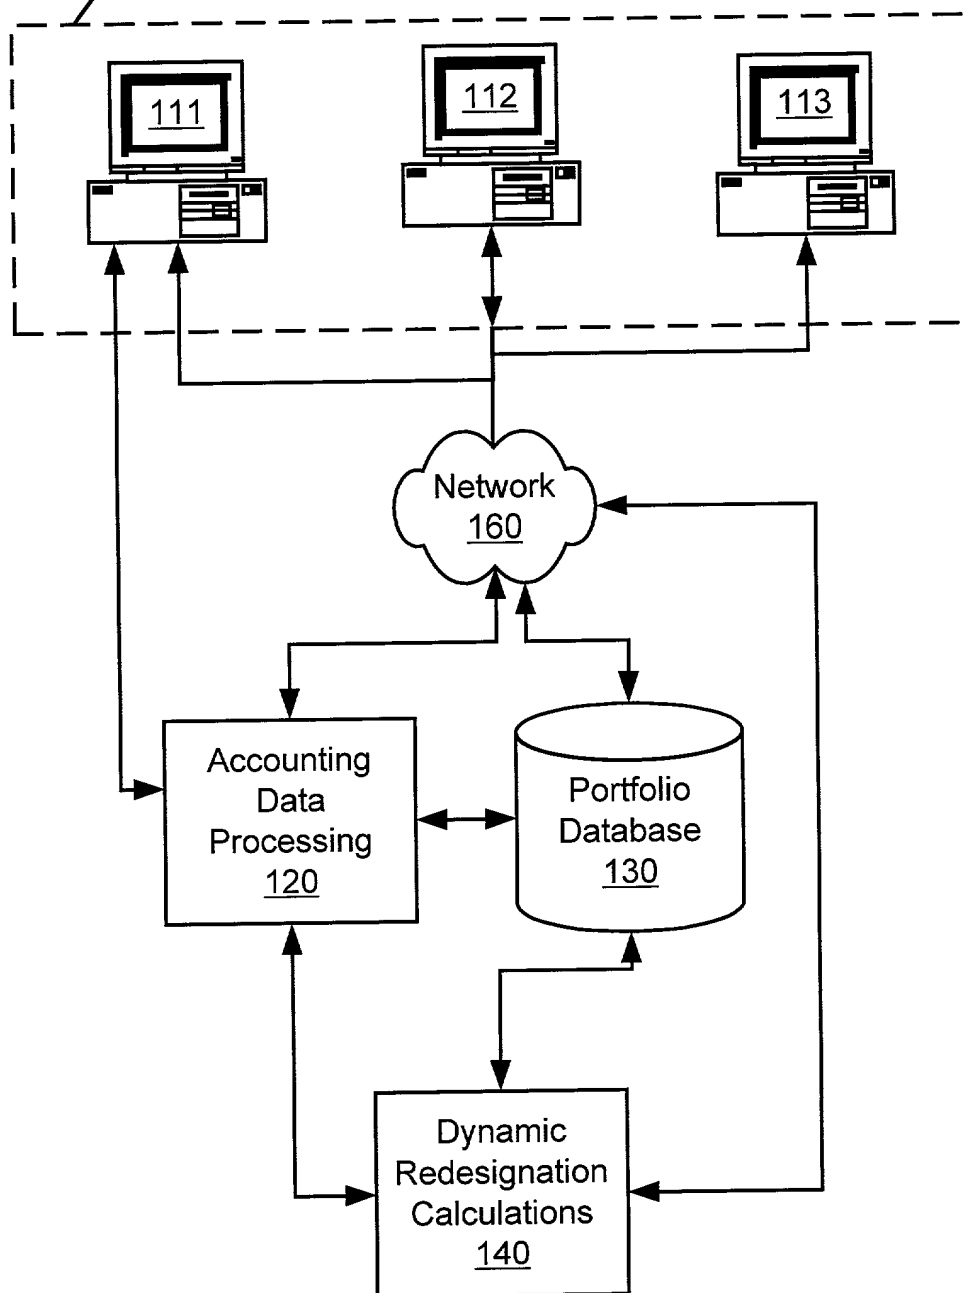 111
112
113
Network
160
Accounting
Data
Processing
120
Portfolio
Database
130
Dynamic
Redesignation
Calculations
140